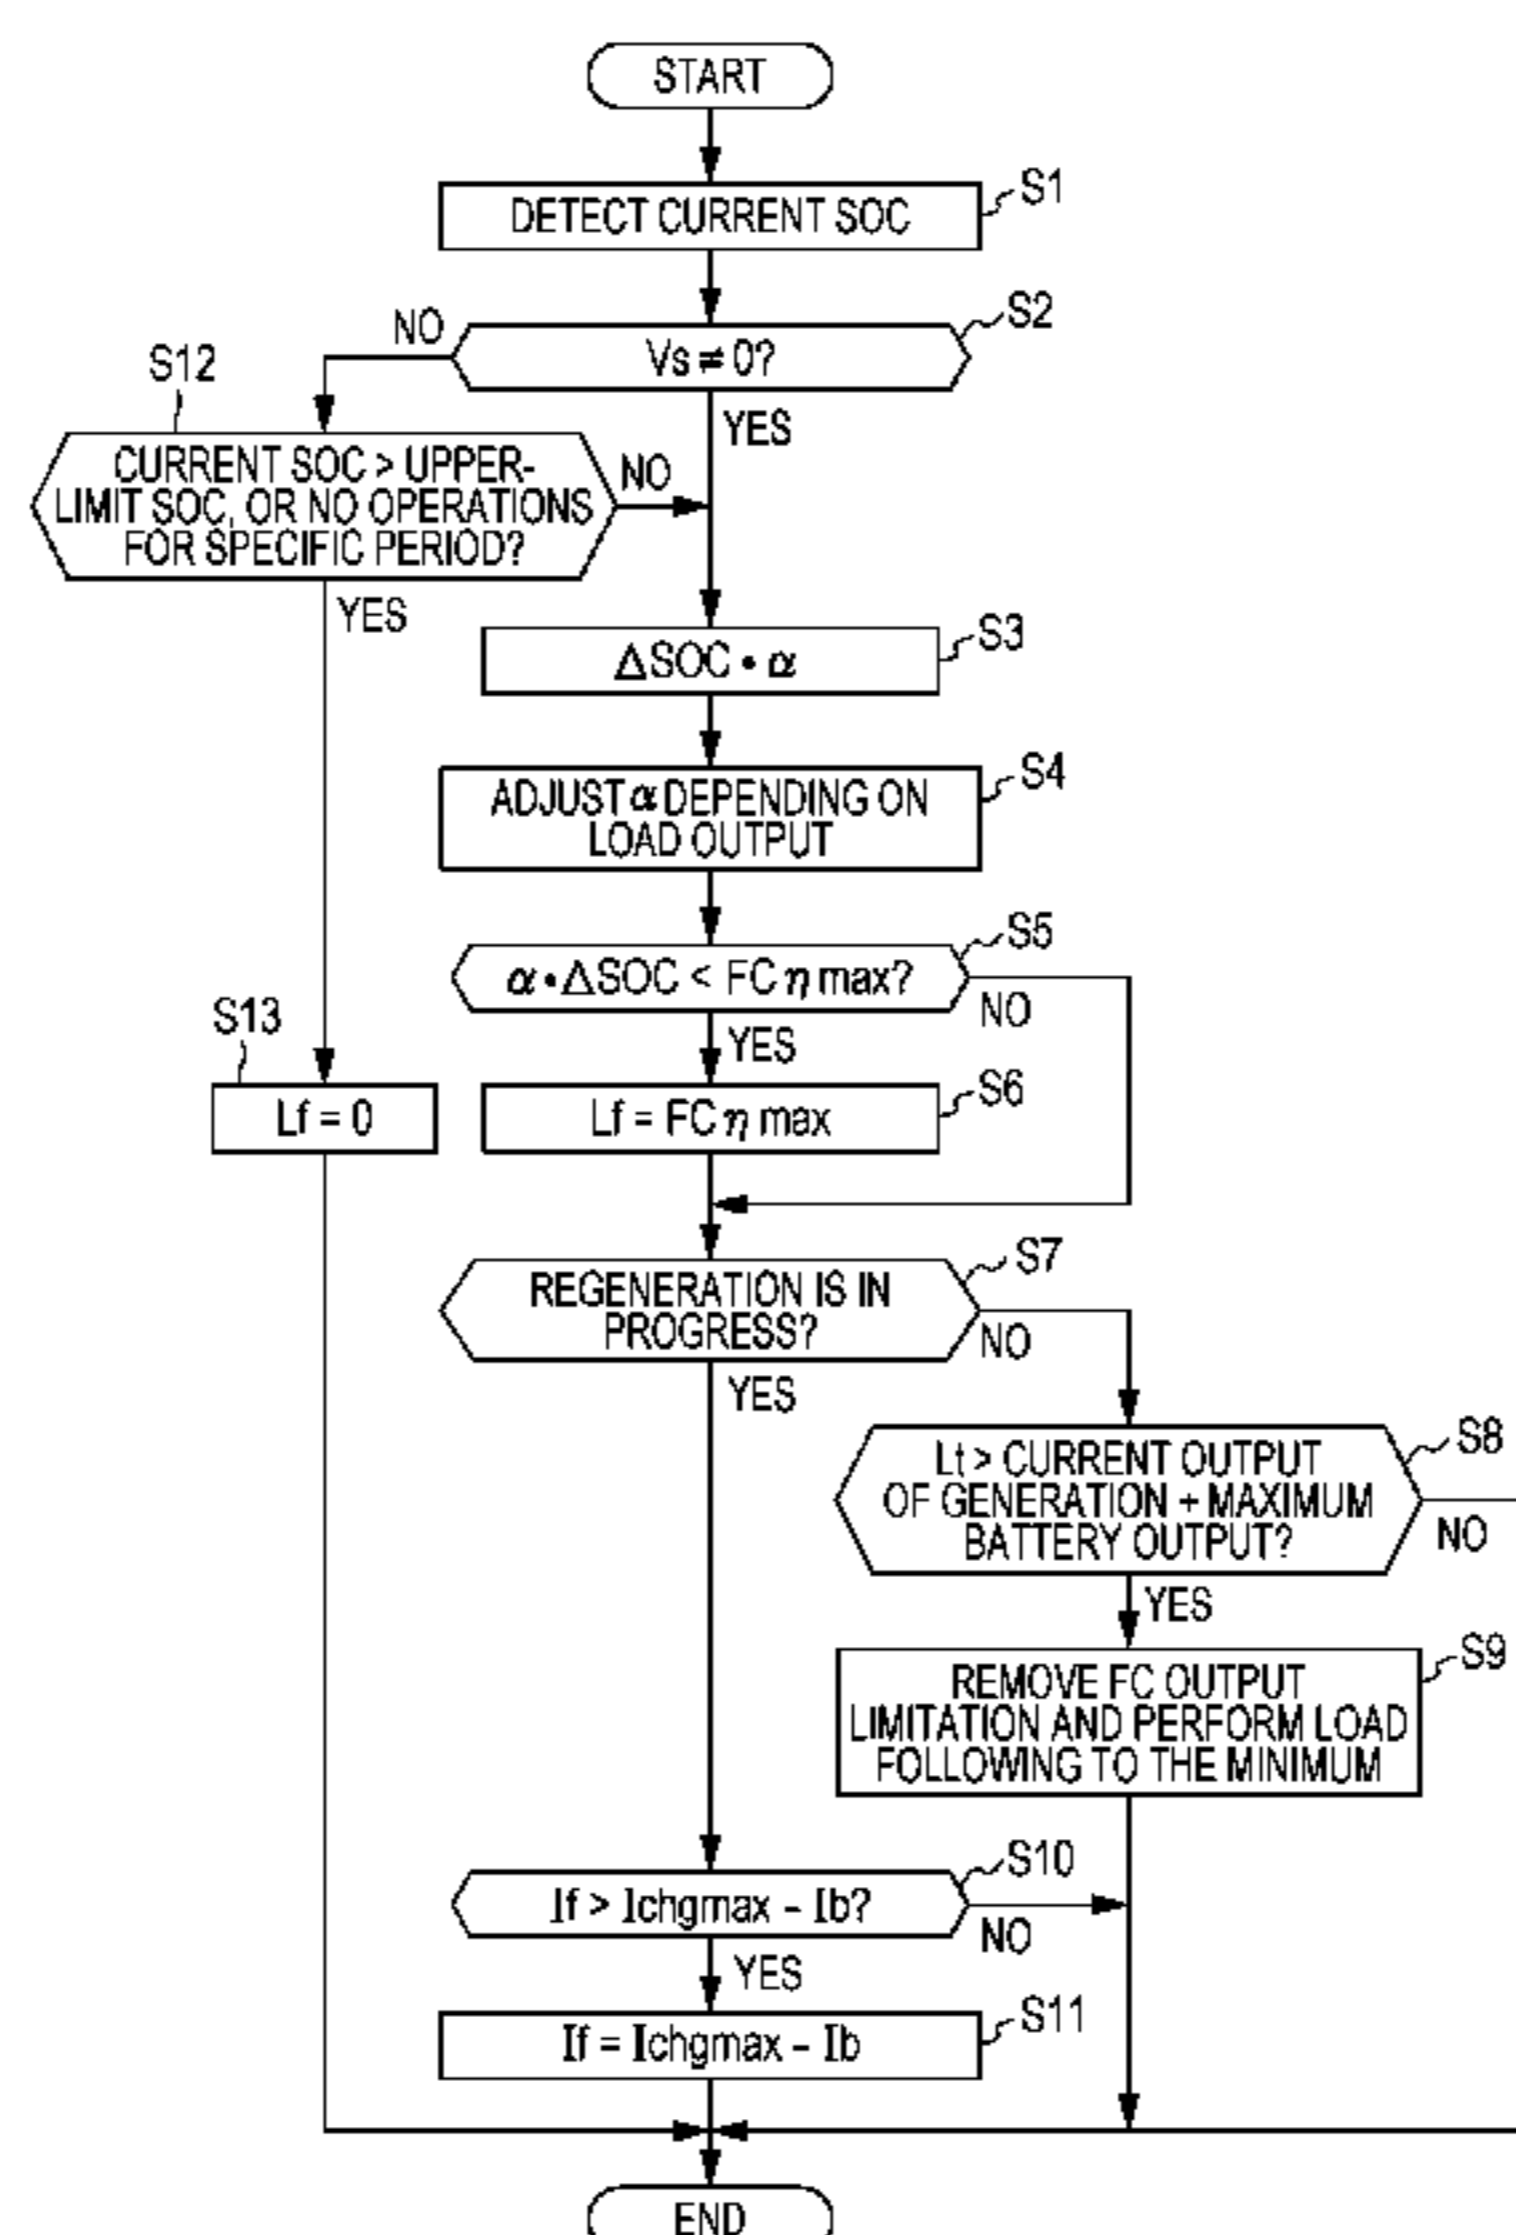 START
S1
DETECT CURRENT SOC
S2
Vs ≠ 0?
NO
YES
S12
CURRENT SOC > UPPER-
LIMIT SOC, OR NO OPERATIONS
FOR SPECIFIC PERIOD?
NO
YES
S3
ΔSOC • α
S4
ADJUST α DEPENDING ON
LOAD OUTPUT
S5
α • ΔSOC < FC η max?
NO
YES
S13
Lf = 0
S6
Lf = FC η max
S7
REGENERATION IS IN
PROGRESS?
NO
YES
S8
Lt > CURRENT OUTPUT
OF GENERATION + MAXIMUM
BATTERY OUTPUT?
NO
YES
S9
REMOVE FC OUTPUT
LIMITATION AND PERFORM LOAD
FOLLOWING TO THE MINIMUM
S10
If > Ichgmax - Ib?
NO
YES
S11
If = Ichgmax - Ib
END